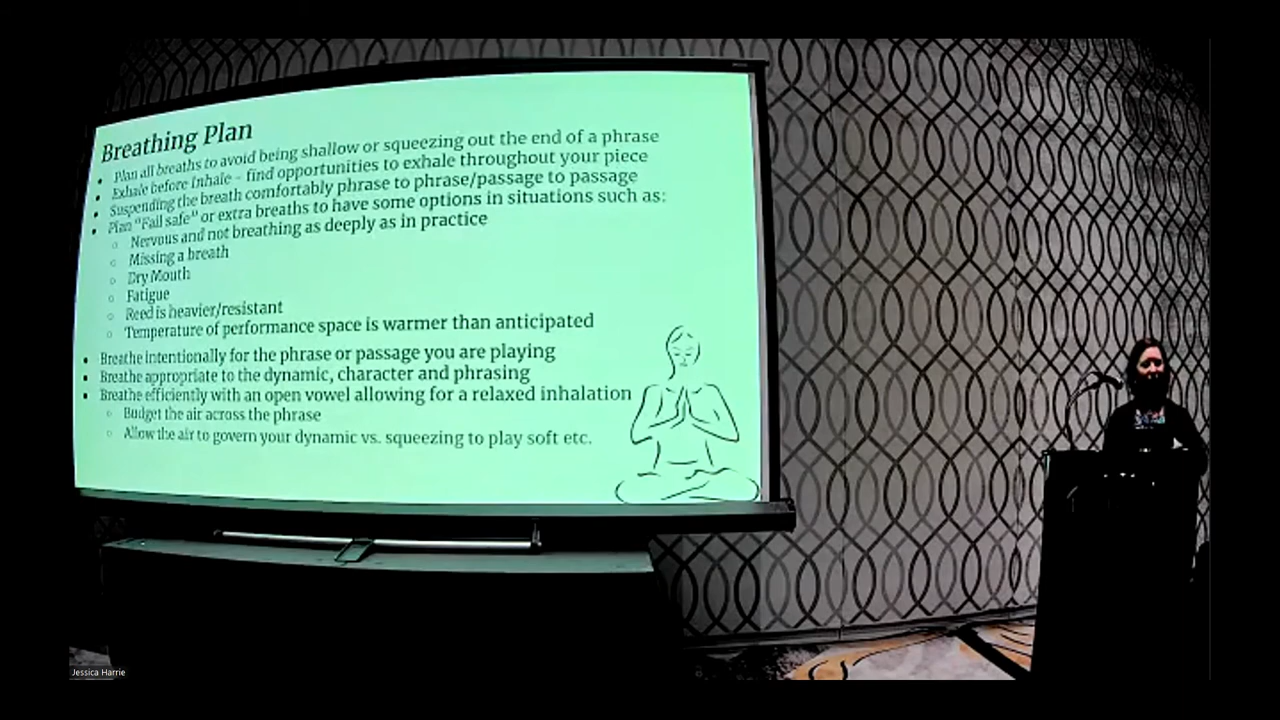 Breathing Plan
• Plan all breaths to avoid being shallow or squeezing out the end of a phrase
• Exhale before Inhale - find opportunities to exhale throughout your piece
• Suspending the breath comfortably phrase to phrase/passage to passage
• Plan "Fail safe" or extra breaths to have some options in situations such as:
○ Nervous and not breathing as deeply as in practice
○ Missing a breath
○ Dry Mouth
○ Fatigue
○ Reed is heavier/resistant
○ Temperature of performance space is warmer than anticipated
• Breathe intentionally for the phrase or passage you are playing
• Breathe appropriate to the dynamic, character and phrasing
• Breathe efficiently with an open vowel allowing for a relaxed inhalation
○ Budget the air across the phrase
○ Allow the air to govern your dynamic vs. squeezing to play soft etc.
Jessica Harrie